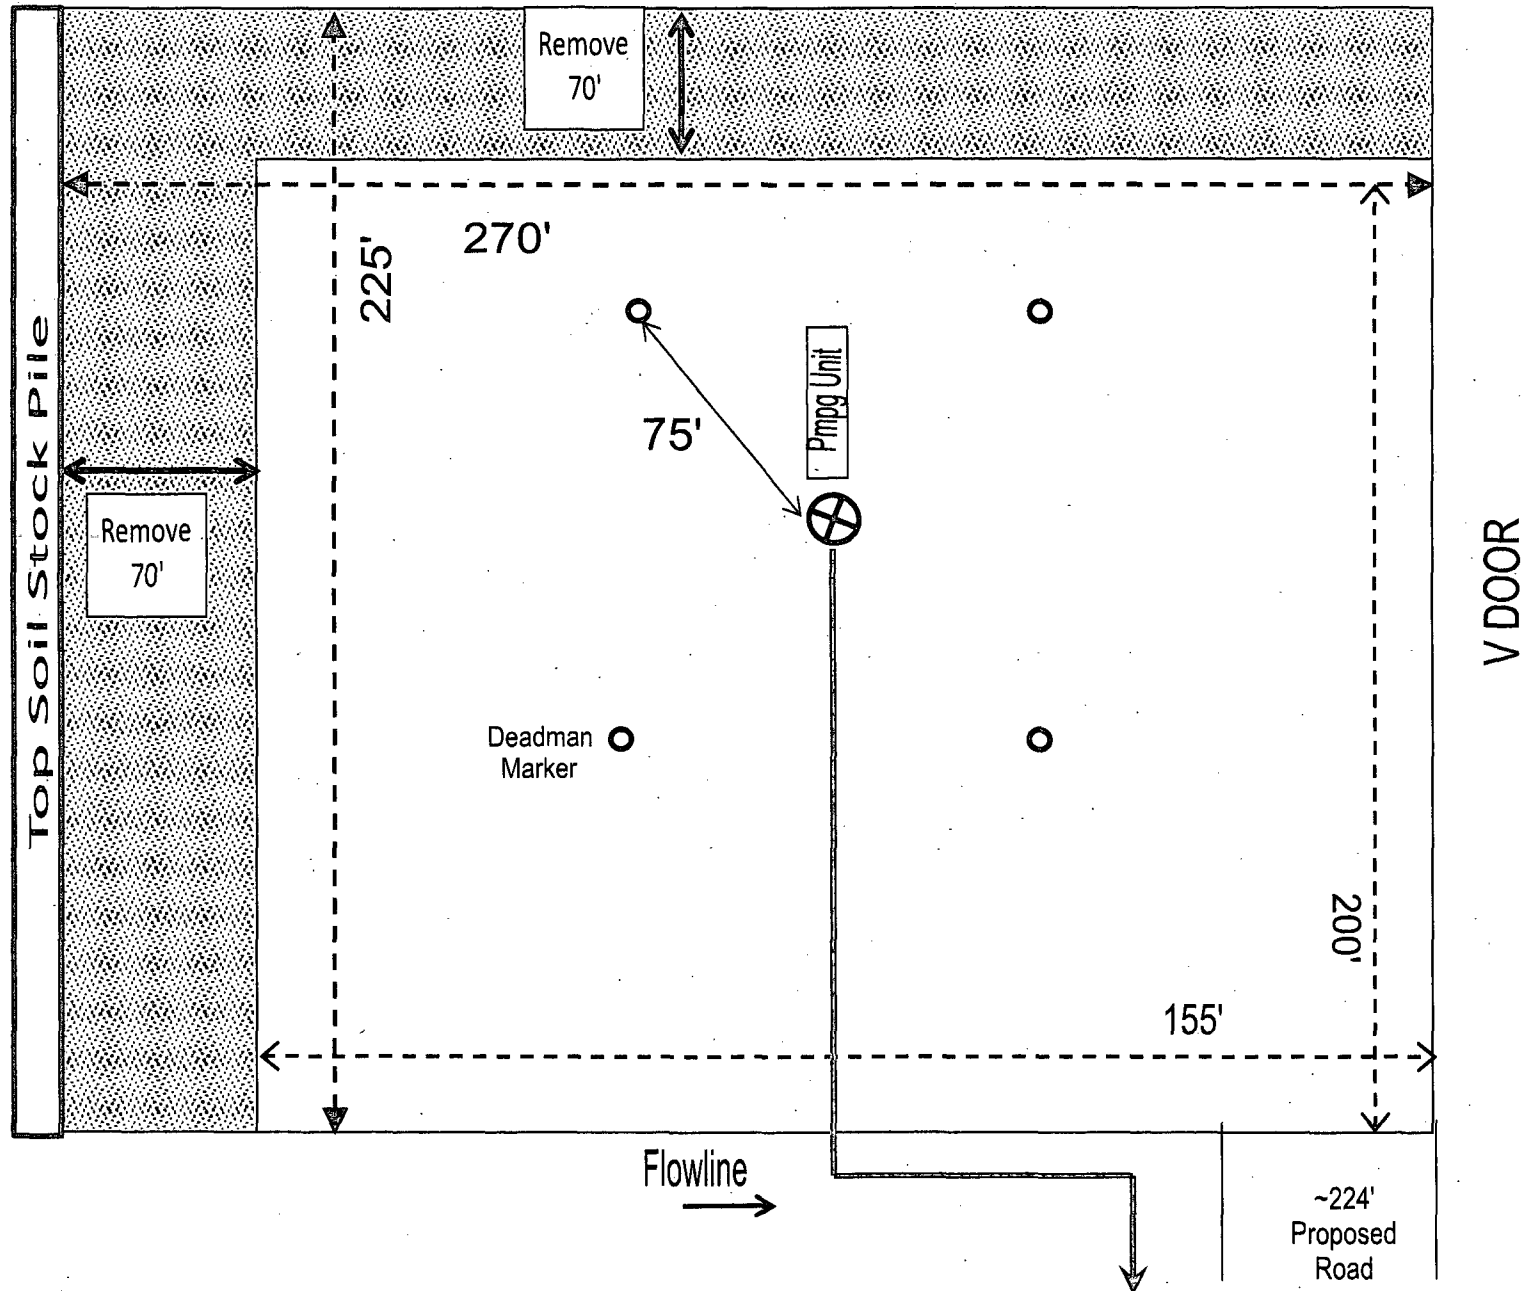 Remove
70'
270'
225'
Pmpg Unit
75'
Top Soil Stock Pile
Remove
70'
V DOOR
Deadman
Marker
200'
155'
Flowline
~224'
Proposed
Road